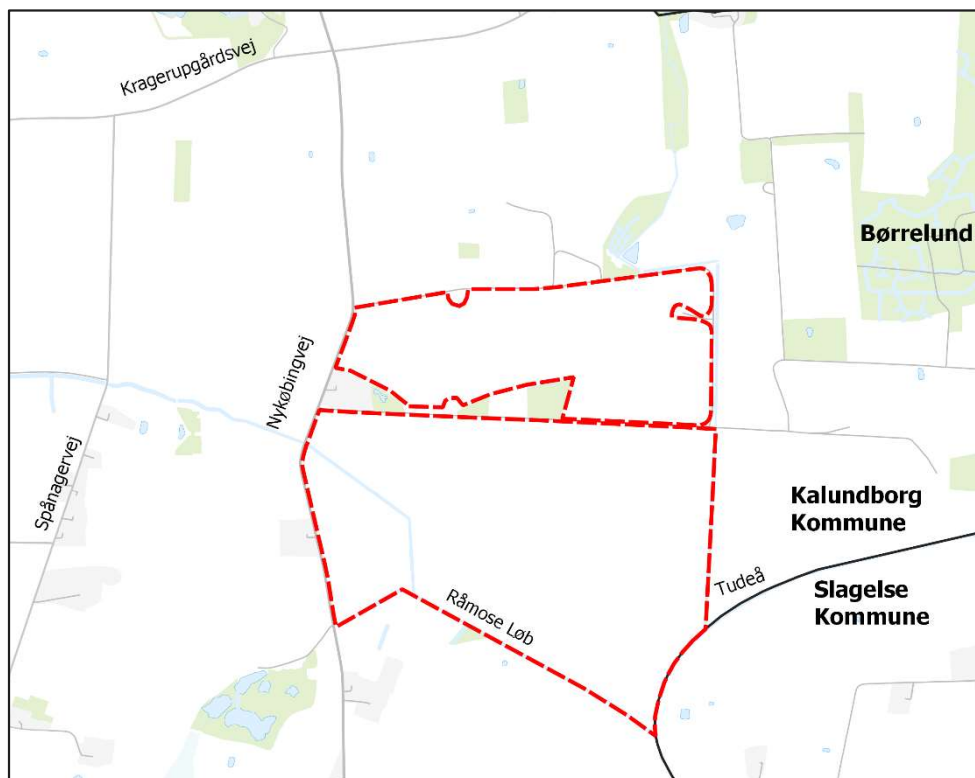 Kragerupgårdsvej
Børrelund
Nykøbingvej
Spånagervej
Kalundborg
Kommune
Tudeå
Slagelse
Kommune
Råmose Løb